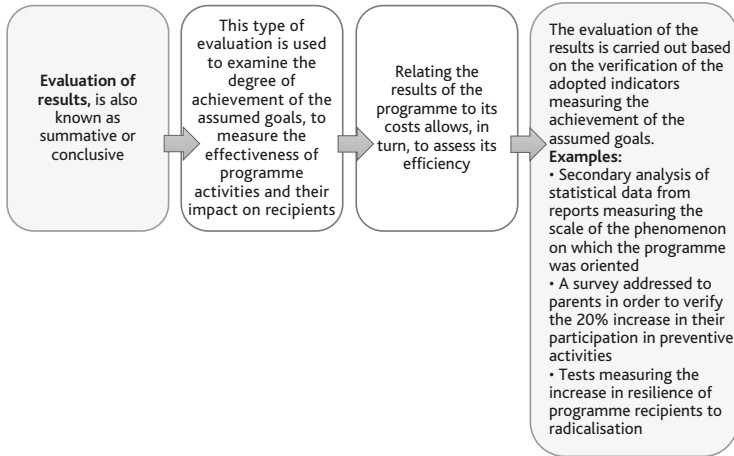 Evaluation of
results, is also
known as
summative or
conclusive
This type of
evaluation is used
to examine the
degree of
achievement of the
assumed goals, to
measure the
effectiveness of
programme
activities and their
impact on recipients
Relating the
results of the
programme to its
costs allows, in
turn, to assess its
efficiency
The evaluation of the
results is carried out based
on the verification of the
adopted indicators
measuring the
achievement of the
assumed goals.
Examples:
• Secondary analysis of
statistical data from
reports measuring the
scale of the phenomenon
on which the programme
was oriented
• A survey addressed to
parents in order to verify
the 20% increase in their
participation in preventive
activities
• Tests measuring the
increase in resilience of
programme recipients to
radicalisation